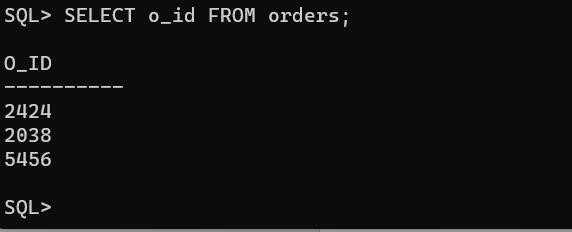 SQL> SELECT o_id FROM orders;
O_ID
----------
2424
2038
5456
SQL>